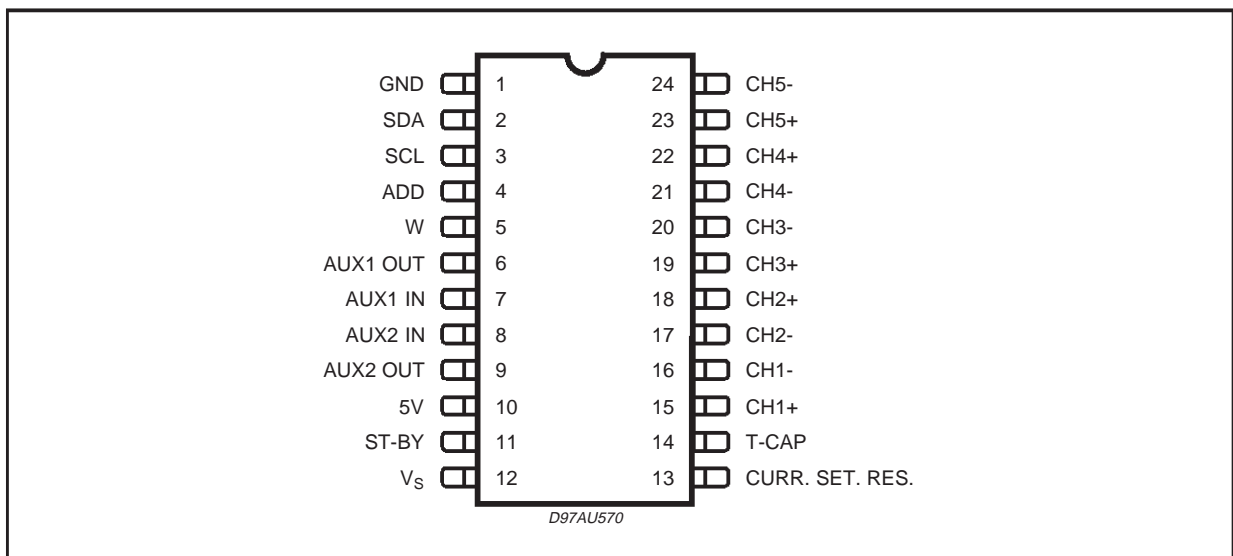 GND 1 24 CH5-
SDA 2 23 CH5+
SCL 3 22 CH4+
ADD 4 21 CH4-
W 5 20 CH3-
AUX1 OUT 6 19 CH3+
AUX1 IN 7 18 CH2+
AUX2 IN 8 17 CH2-
AUX2 OUT 9 16 CH1-
5V 10 15 CH1+
ST-BY 11 14 T-CAP
VS 12 13 CURR. SET. RES.
D97AU570